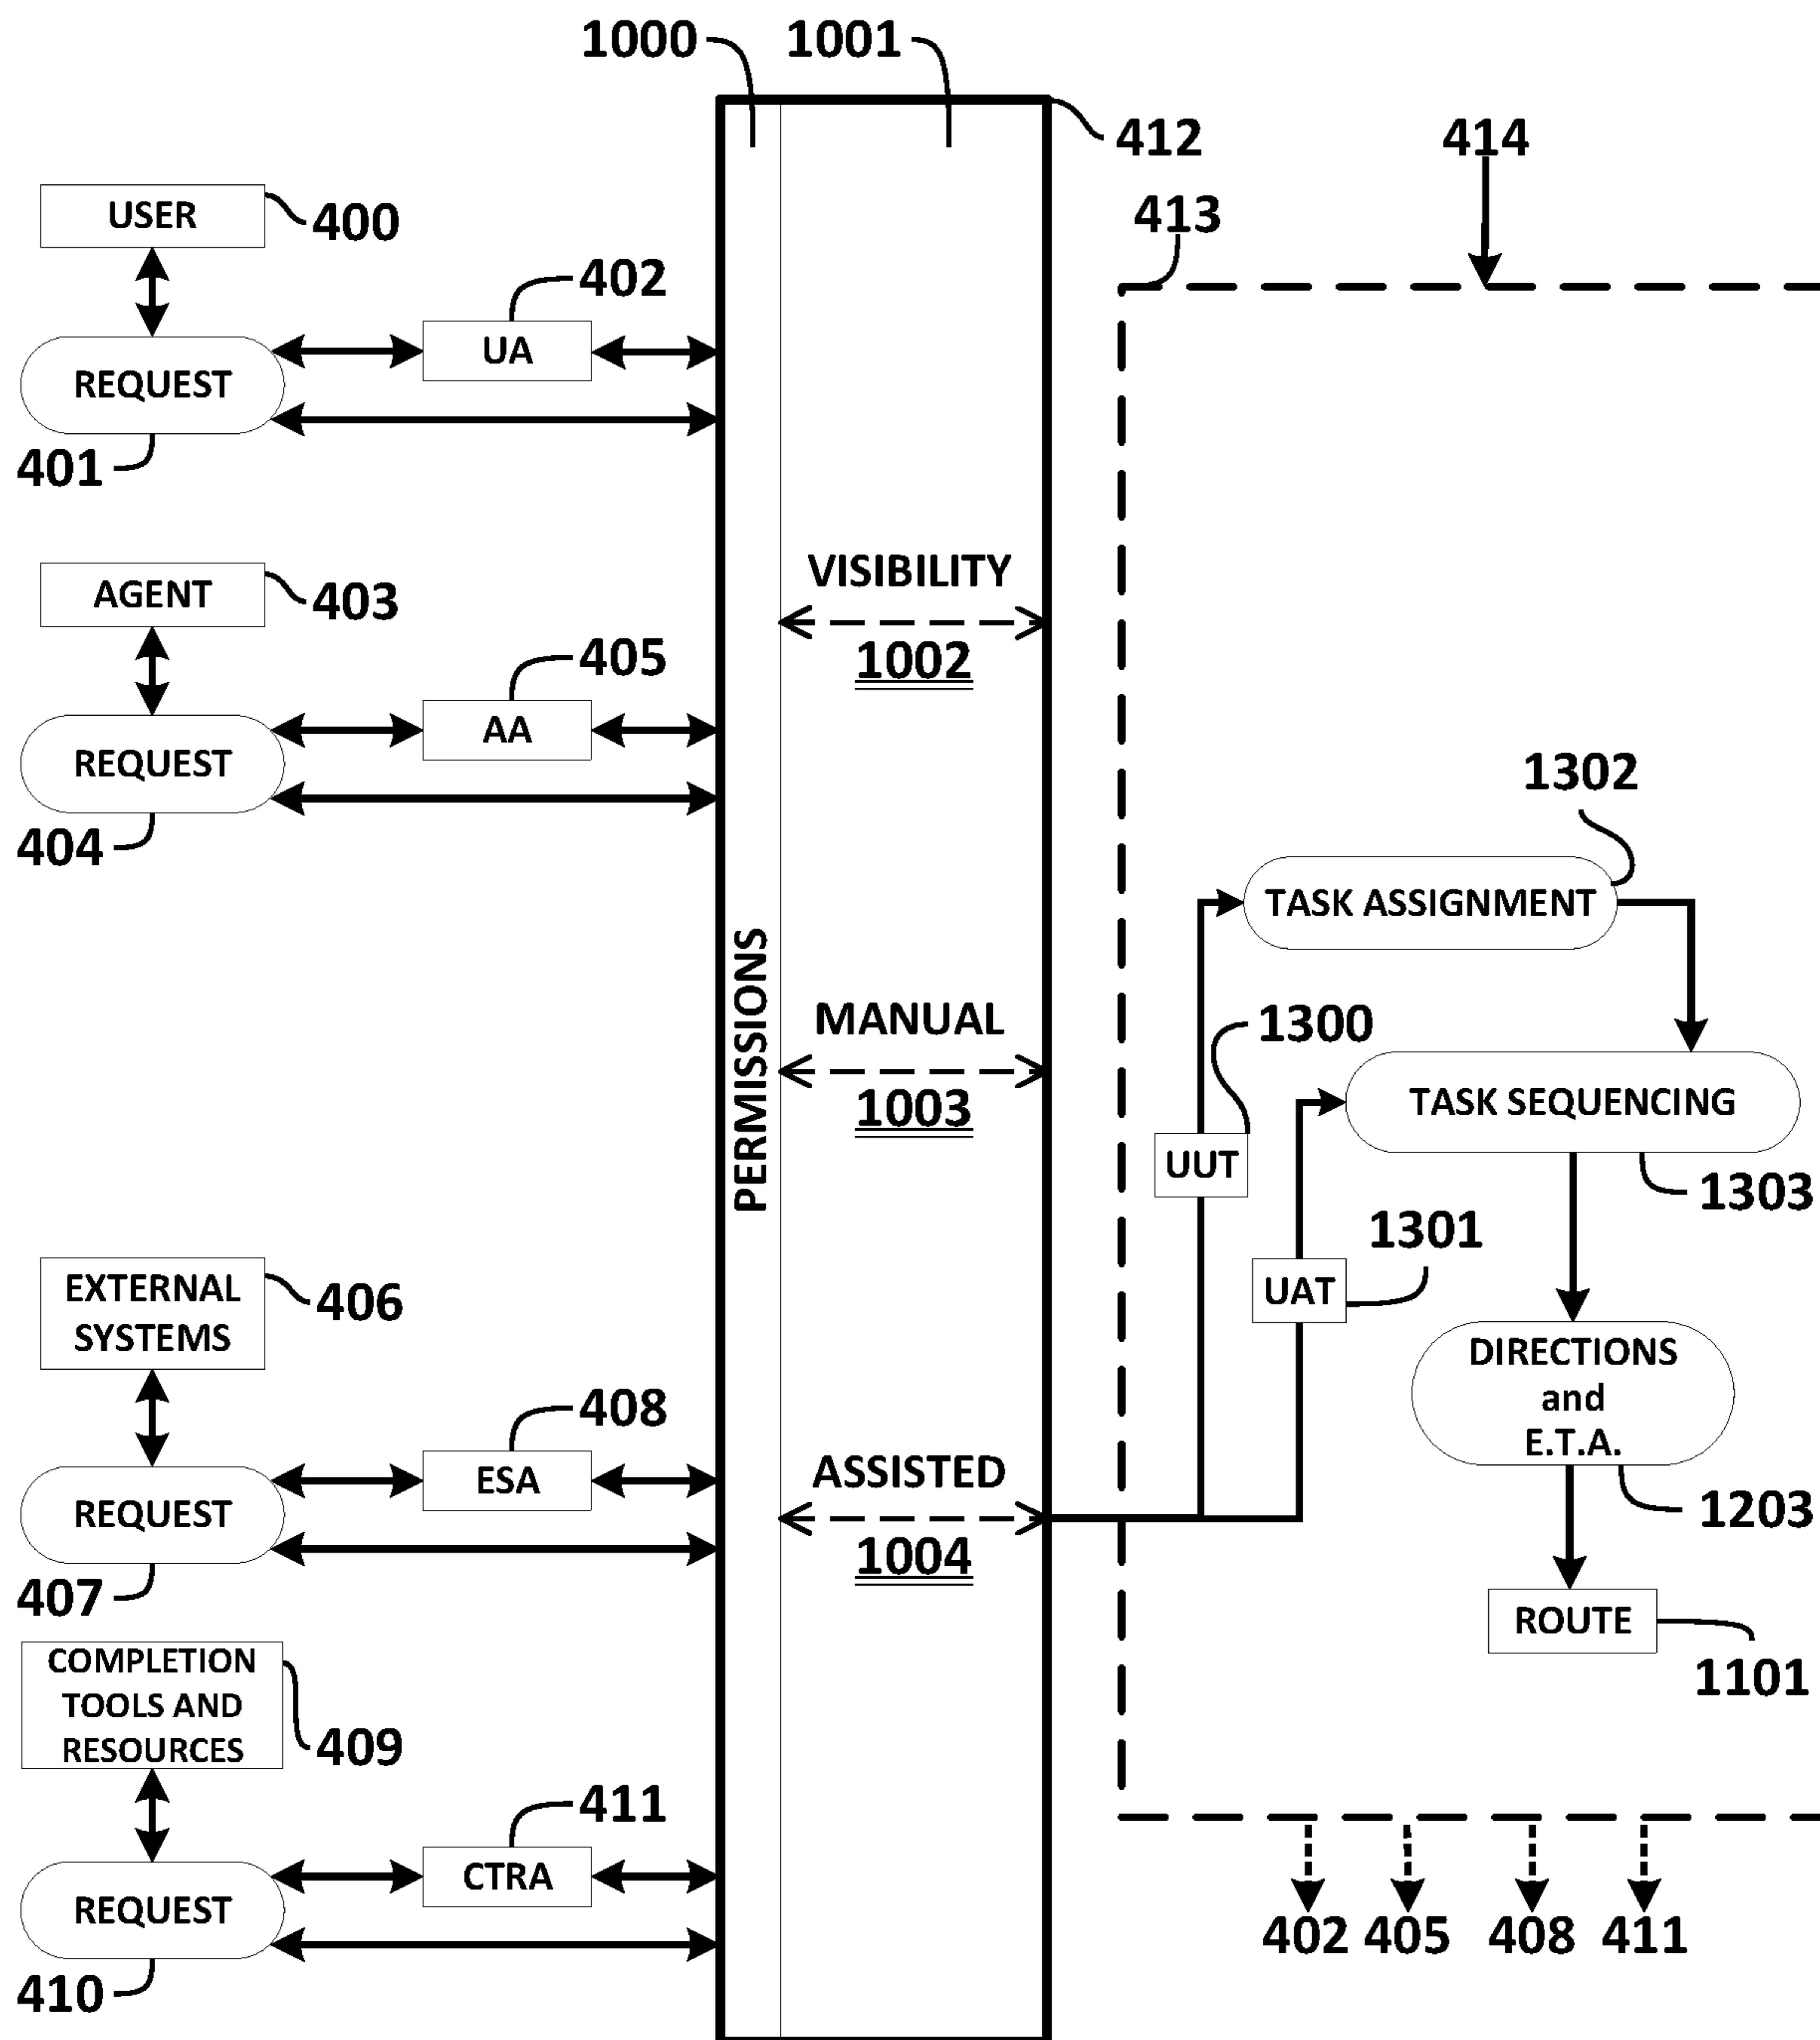 1000
1001
412
414
413
USER
400
402
UA
REQUEST
401
VISIBILITY
1002
AGENT
403
405
AA
REQUEST
404
1302
TASK ASSIGNMENT
PERMISSIONS
MANUAL
1003
1300
UUT
TASK SEQUENCING
1303
1301
UAT
EXTERNAL
SYSTEMS
406
408
ESA
REQUEST
407
ASSISTED
1004
DIRECTIONS
and
E.T.A.
1203
ROUTE
1101
COMPLETION
TOOLS AND
RESOURCES
409
411
CTRA
REQUEST
410
402 405 408 411